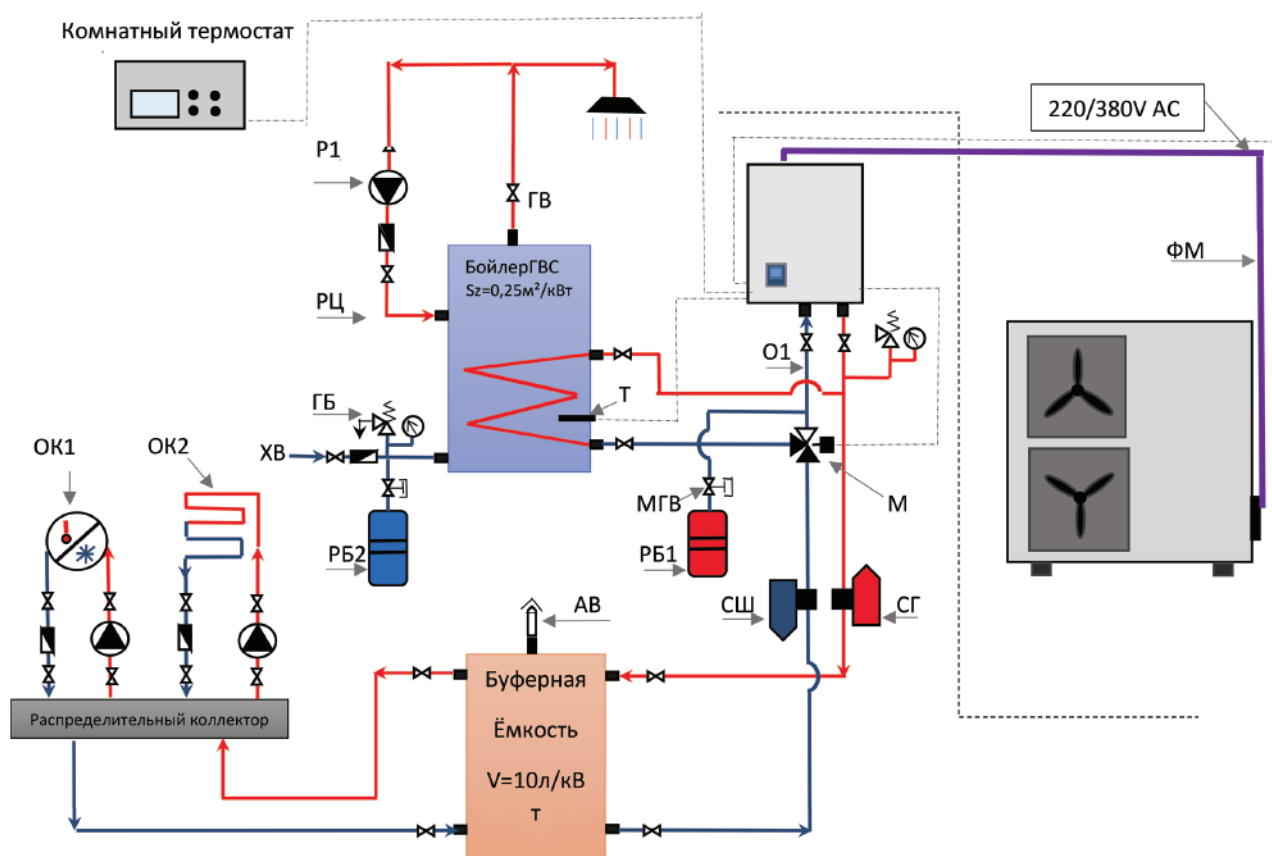 Комнатный термостат
220/380V AC
P1
ГВ
ФМ
БойлерГВС
Sz=0,25м²/кВт
РЦ
О1
Т
ГБ
ОК1
ОК2
ХВ
МГВ
М
РБ2
РБ1
СШ
СГ
АВ
Буферная
Ёмкость
V=10л/кВ
т
Распределительный коллектор